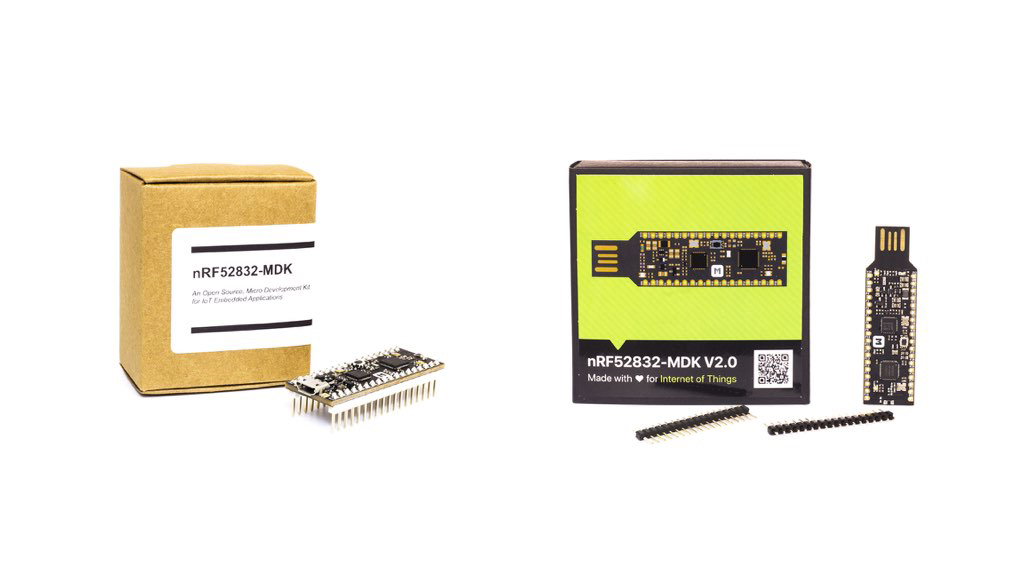 nRF52832-MDK
An Open Source, Micro Development Kit
for IoT Embedded Applications
M
nRF52832-MDK V2.0
Made with ♥ for Internet of Things
M